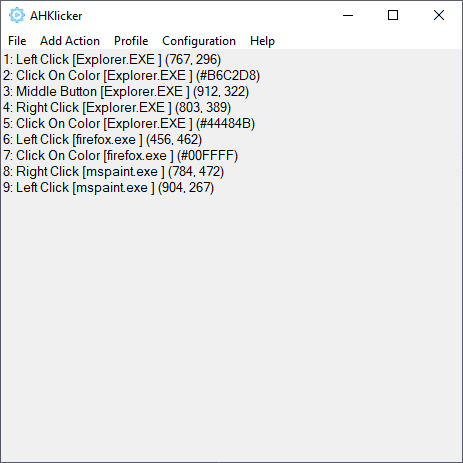 AHKlicker
File Add Action Profile Configuration Help
1: Left Click [Explorer.EXE ] (767, 296)
2: Click On Color [Explorer.EXE ] (#B6C2D8)
3: Middle Button [Explorer.EXE ] (912, 322)
4: Right Click [Explorer.EXE ] (803, 389)
5: Click On Color [Explorer.EXE ] (#44484B)
6: Left Click [firefox.exe ] (456, 462)
7: Click On Color [firefox.exe ] (#00FFFF)
8: Right Click [mspaint.exe ] (784, 472)
9: Left Click [mspaint.exe ] (904, 267)